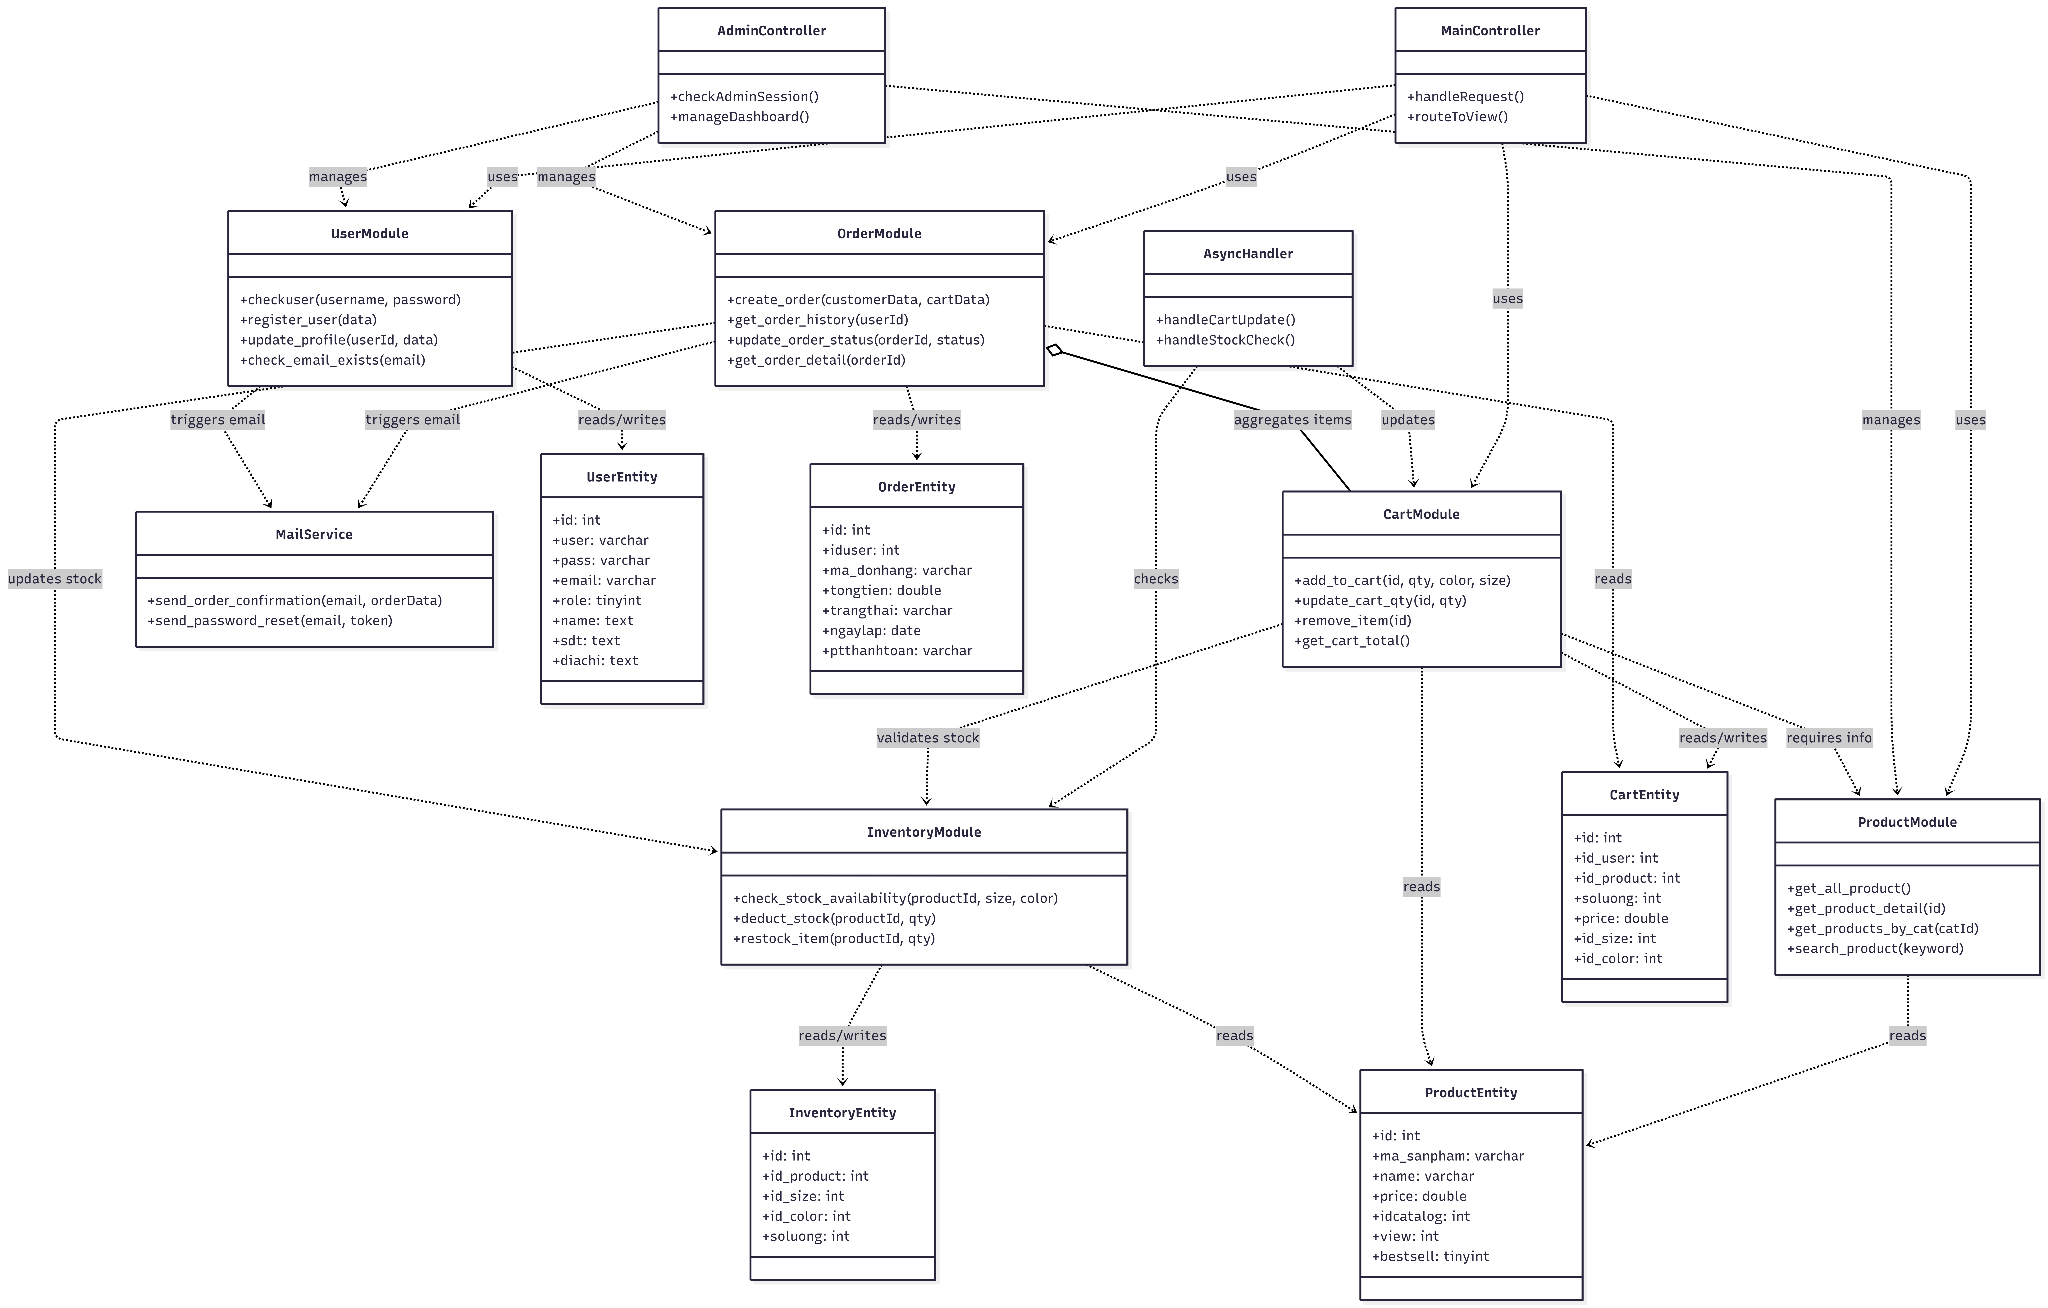 AdminController
+checkAdminSession()
+manageDashboard()
MainController
+handleRequest()
+routeToView()
manages
uses
manages
uses
UserModule
+checkuser(username, password)
+register_user(data)
+update_profile(userId, data)
+check_email_exists(email)
OrderModule
+create_order(customerData, cartData)
+get_order_history(userId)
+update_order_status(orderId, status)
+get_order_detail(orderId)
AsyncHandler
+handleCartUpdate()
+handleStockCheck()
uses
triggers email
triggers email
reads/writes
reads/writes
aggregates items
updates
manages
uses
MailService
+send_order_confirmation(email, orderData)
+send_password_reset(email, token)
UserEntity
+id: int
+user: varchar
+pass: varchar
+email: varchar
+role: tinyint
+name: text
+sdt: text
+diachi: text
OrderEntity
+id: int
+iduser: int
+ma_donhang: varchar
+tongtien: double
+trangthai: varchar
+ngaylap: date
+ptthanhtoan: varchar
CartModule
+add_to_cart(id, qty, color, size)
+update_cart_qty(id, qty)
+remove_item(id)
+get_cart_total()
updates stock
checks
reads
validates stock
reads/writes
requires info
InventoryModule
+check_stock_availability(productId, size, color)
+deduct_stock(productId, qty)
+restock_item(productId, qty)
reads
CartEntity
+id: int
+id_user: int
+id_product: int
+soluong: int
+price: double
+id_size: int
+id_color: int
ProductModule
+get_all_product()
+get_product_detail(id)
+get_products_by_cat(catId)
+search_product(keyword)
reads/writes
reads
reads
InventoryEntity
+id: int
+id_product: int
+id_size: int
+id_color: int
+soluong: int
ProductEntity
+id: int
+ma_sanpham: varchar
+name: varchar
+price: double
+idcatalog: int
+view: int
+bestsell: tinyint